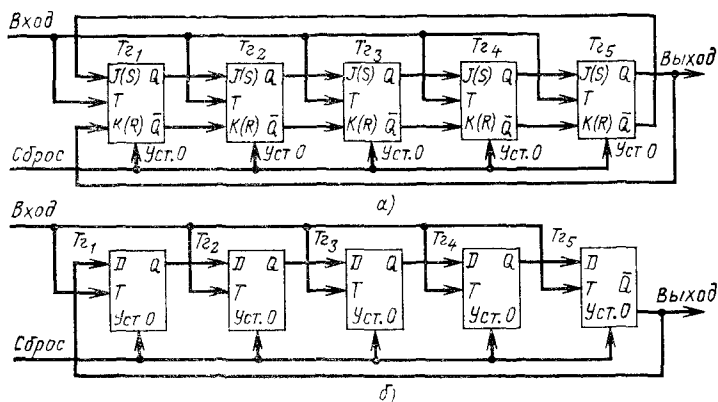 Вход
Тг1 Тг2 Тг3 Тг4 Тг5
Выход
J(S) Q J(S) Q J(S) Q J(S) Q J(S) Q
T T T T T
K(R) Q̅ K(R) Q̅ K(R) Q̅ K(R) Q̅ K(R) Q̅
Сброс Уст.0 Уст.0 Уст.0 Уст.0 Уст 0
а)
Вход
Тг1 Тг2 Тг3 Тг4 Тг5
D Q D Q D Q D Q D
T T T T T Q̅
Выход
Уст.0 Уст.0 Уст.0 Уст.0 Уст.0
Сброс
б)